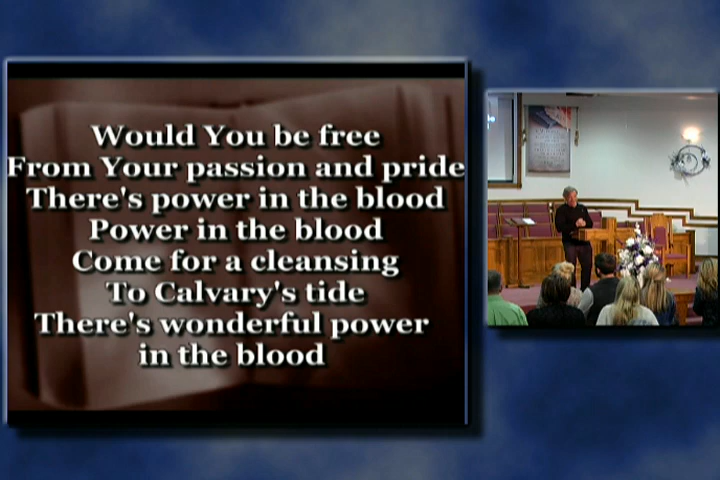 Would You be free
From Your passion and pride
There's power in the blood
Power in the blood
Come for a cleansing
To Calvary's tide
There's wonderful power
in the blood